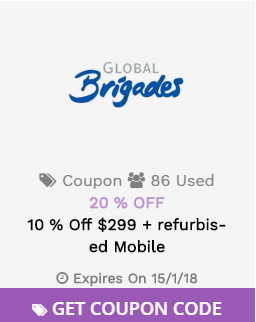 GLOBAL
Brigades
Coupon 86 Used
20 % OFF
10 % Off $299 + refurbis-
ed Mobile
Expires On 15/1/18
GET COUPON CODE